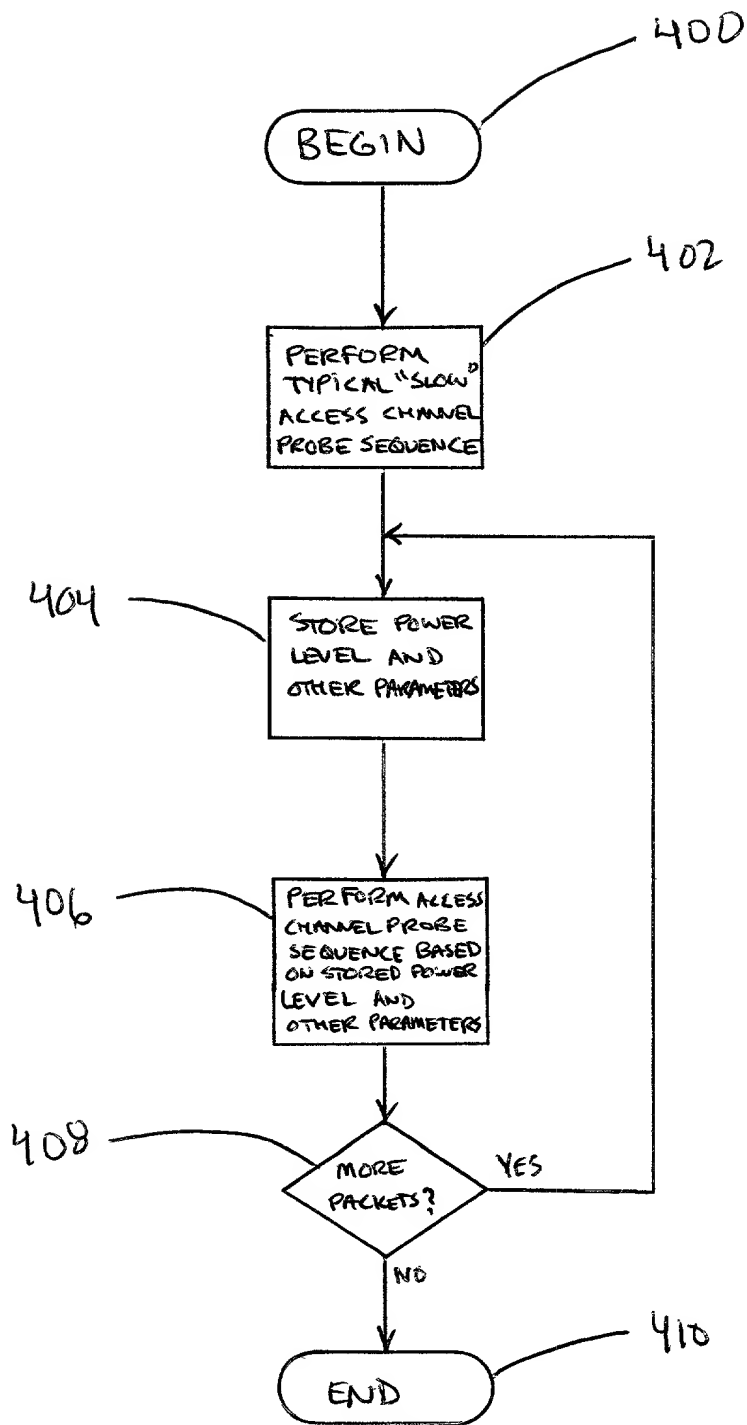 400
BEGIN
402
PERFORM
TYPICAL "SLOW"
ACCESS CHANNEL
PROBE SEQUENCE
404
STORE POWER
LEVEL AND
OTHER PARAMETERS
406
PERFORM ACCESS
CHANNEL PROBE
SEQUENCE BASED
ON STORED POWER
LEVEL AND
OTHER PARAMETERS
408
MORE
PACKETS?
YES
NO
410
END